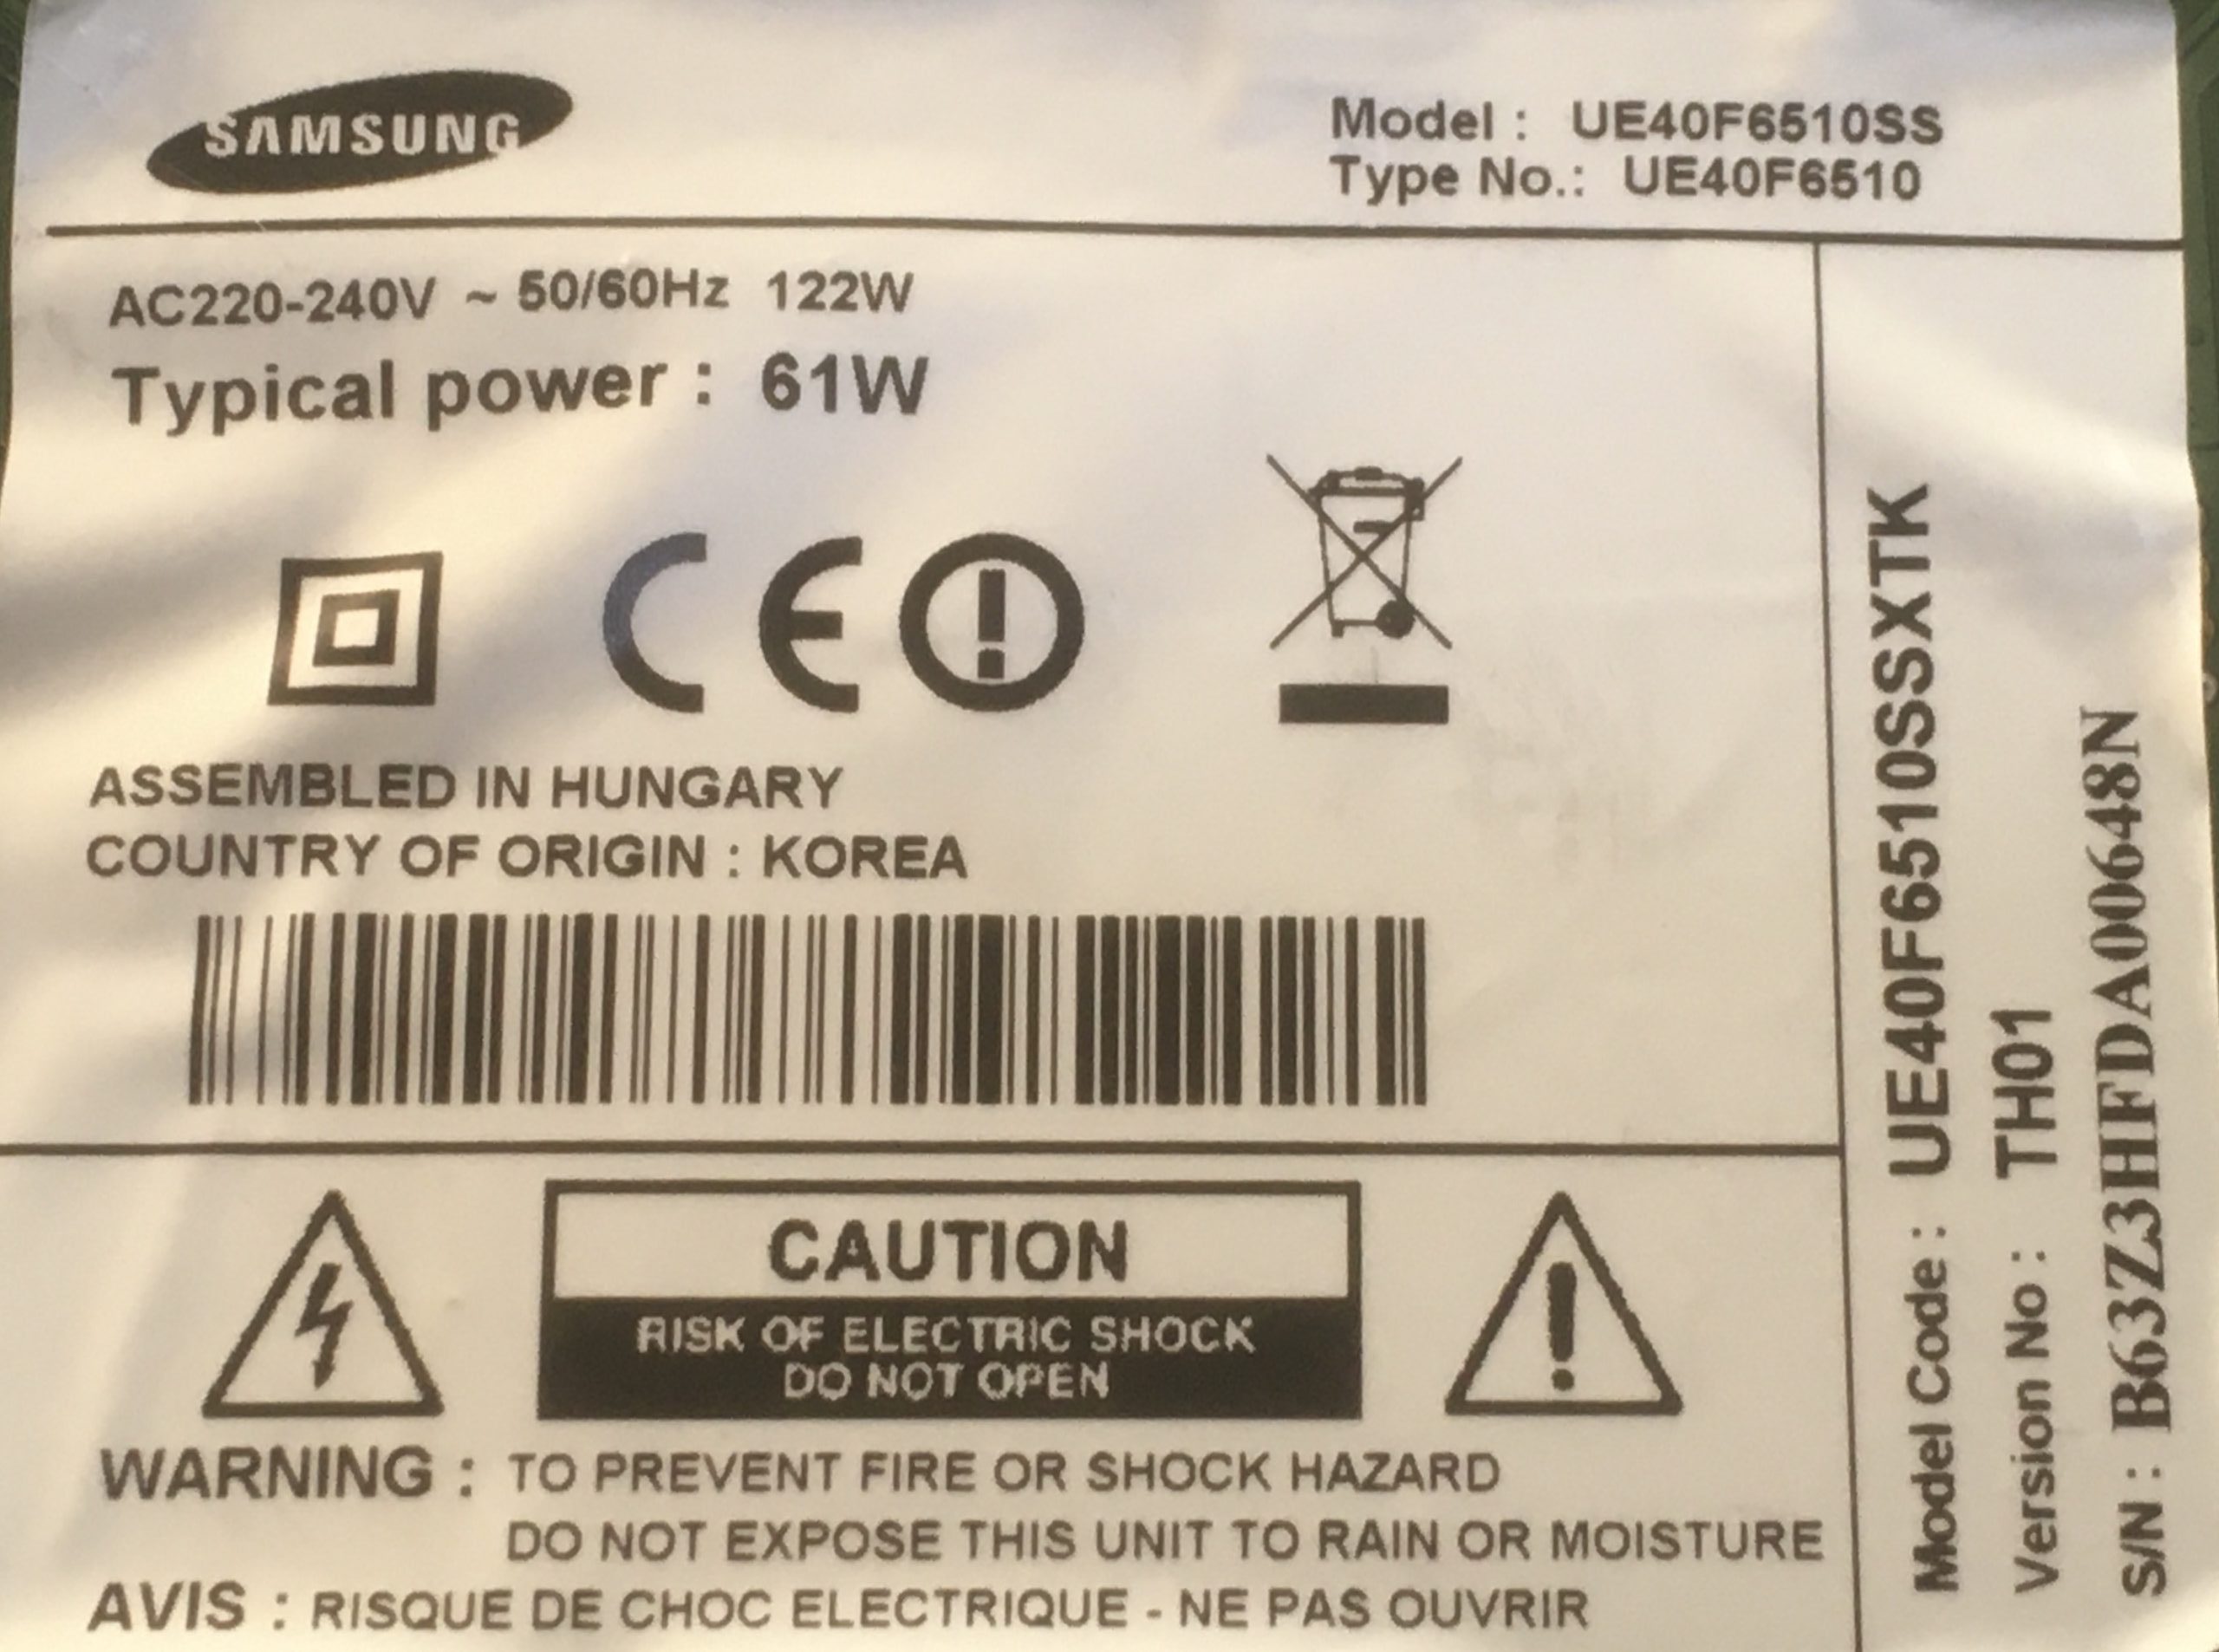 SAMSUNG
Model : UE40F6510SS
Type No.: UE40F6510
AC220-240V ~ 50/60Hz 122W
Typical power : 61W
CE
ASSEMBLED IN HUNGARY
COUNTRY OF ORIGIN : KOREA
CAUTION
RISK OF ELECTRIC SHOCK
DO NOT OPEN
WARNING : TO PREVENT FIRE OR SHOCK HAZARD
DO NOT EXPOSE THIS UNIT TO RAIN OR MOISTURE
AVIS : RISQUE DE CHOC ELECTRIQUE - NE PAS OUVRIR
Model Code : UE40F6510SSXTK
Version No : TH01
S/N : B63Z3HFDA00648N